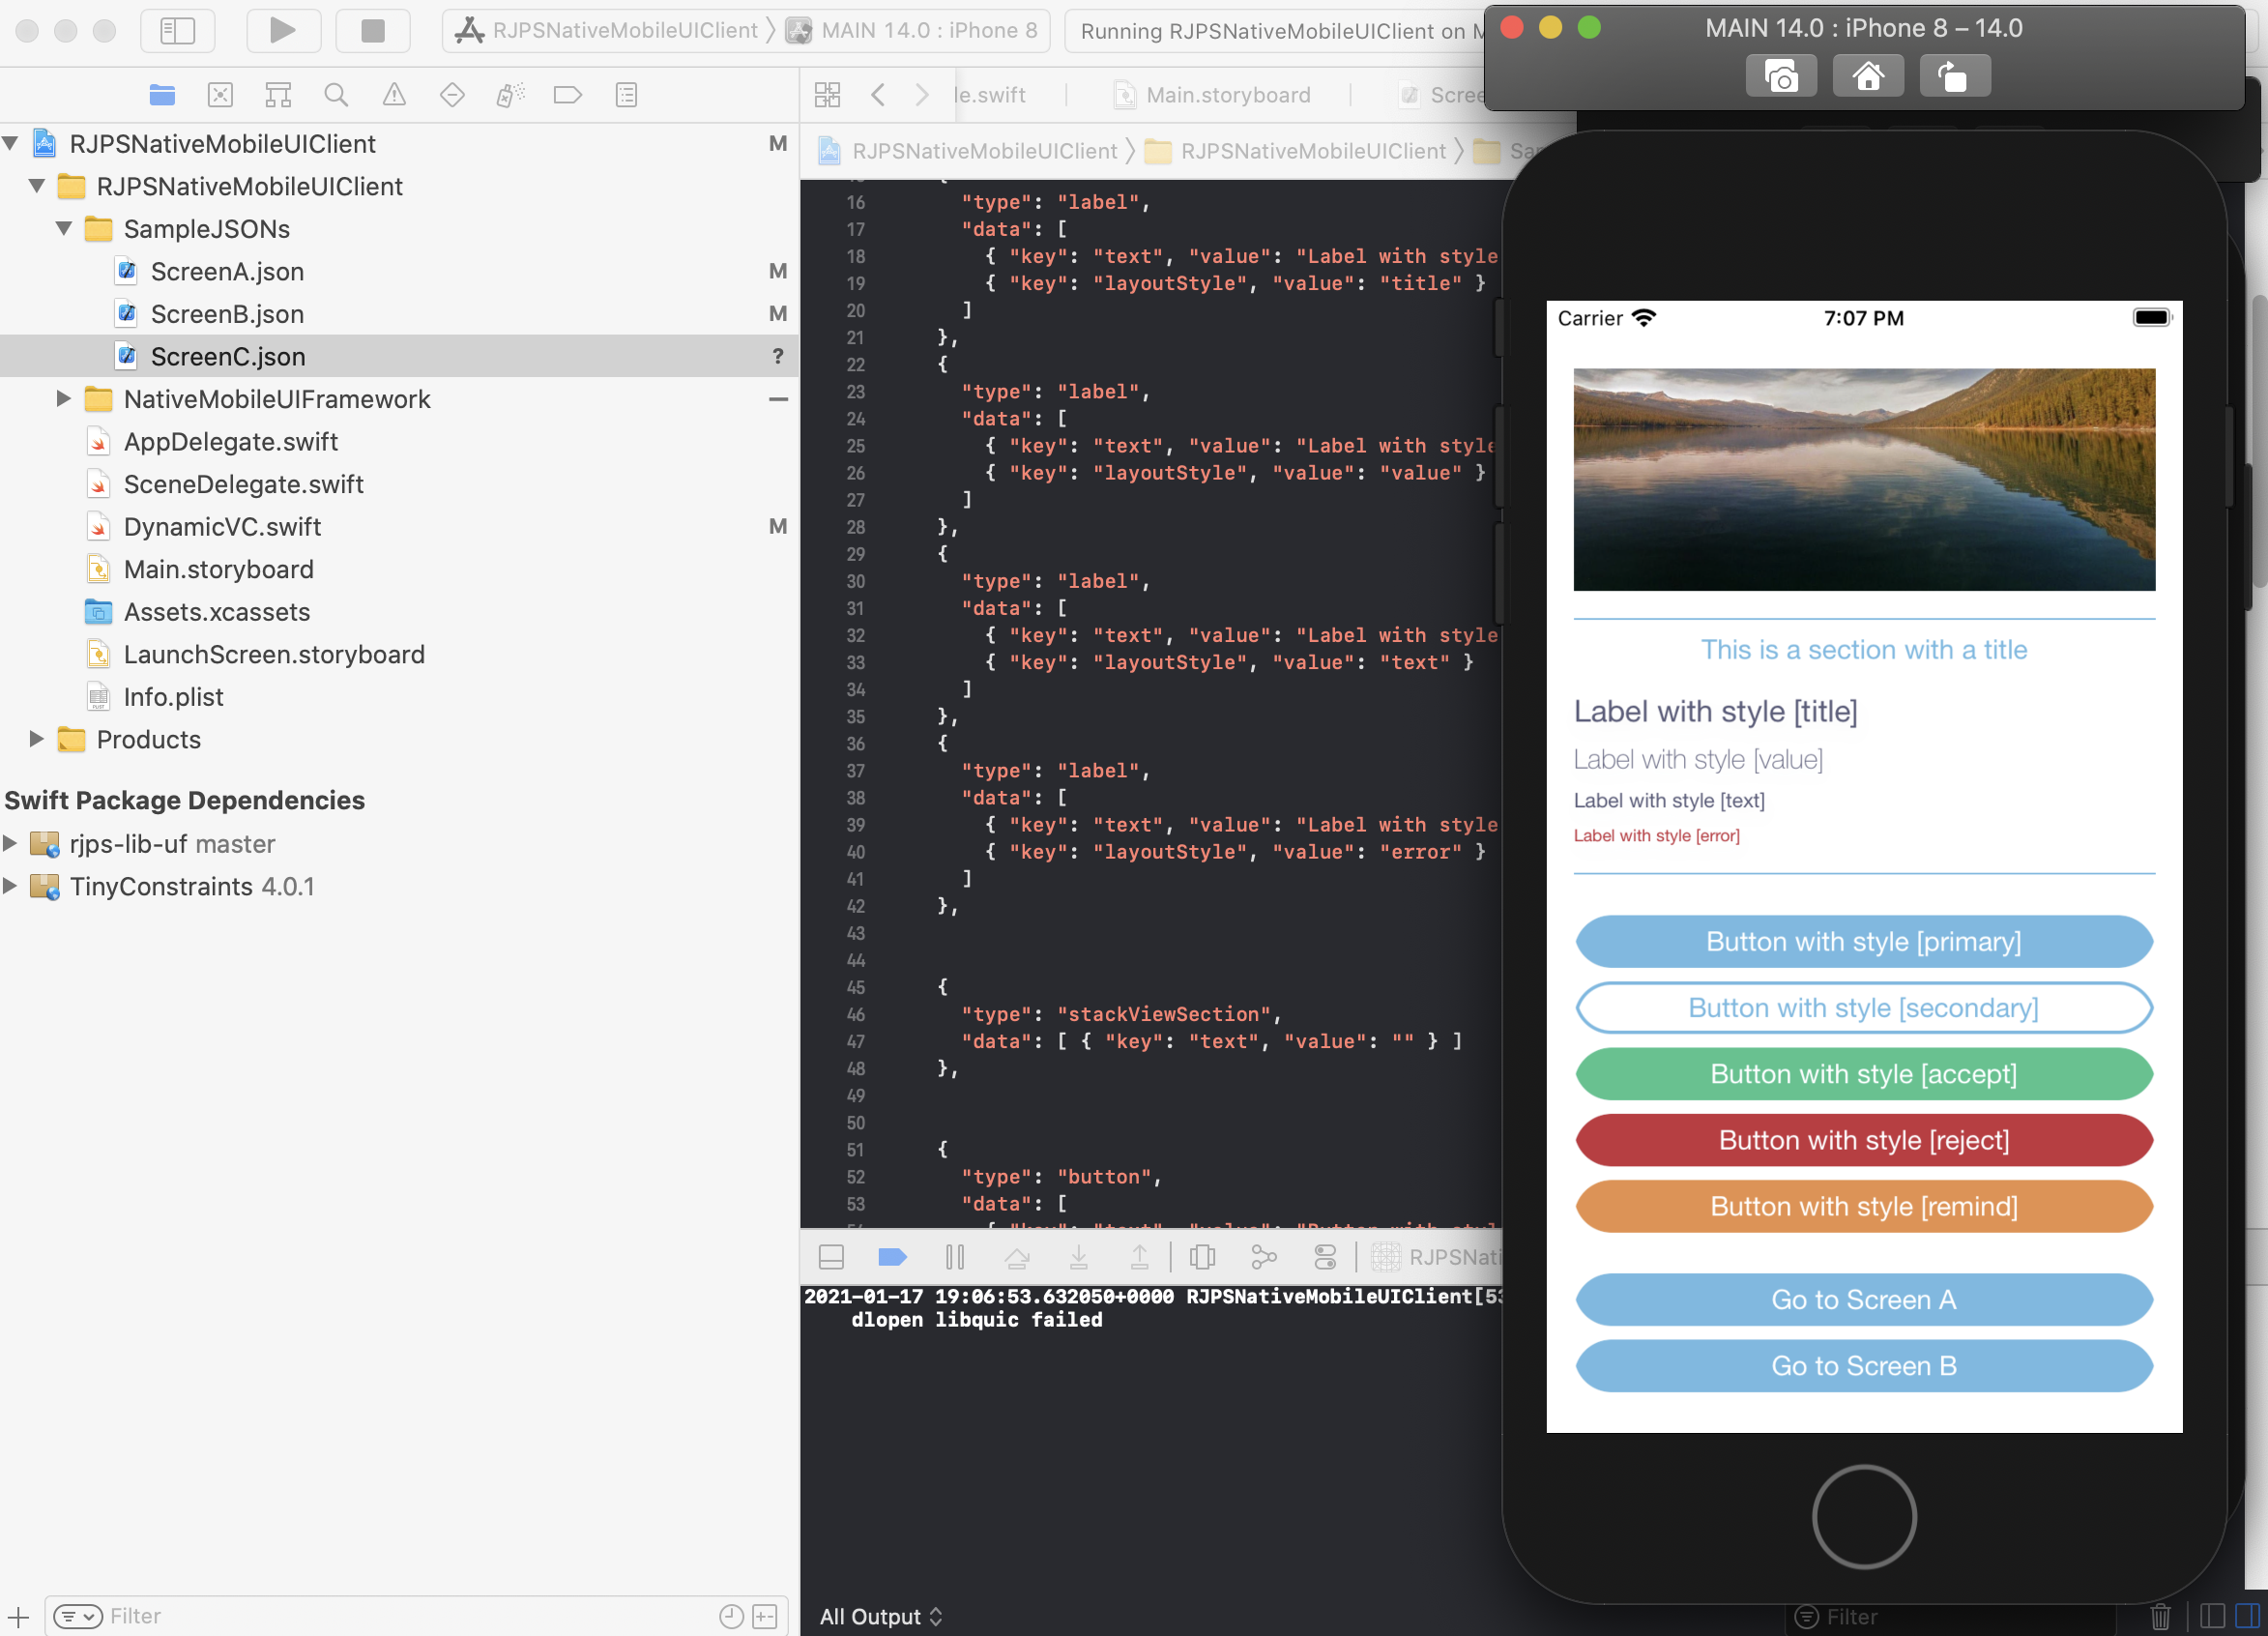 RJPSNativeMobileUIClient MAIN 14.0 : iPhone 8
Running RJPSNativeMobileUIClient on
MAIN 14.0 : iPhone 8 – 14.0
RJPSNativeMobileUIClient M
RJPSNativeMobileUIClient
SampleJSONs
ScreenA.json M
ScreenB.json M
ScreenC.json ?
NativeMobileUIFramework
AppDelegate.swift
SceneDelegate.swift
DynamicVC.swift M
Main.storyboard
Assets.xcassets
LaunchScreen.storyboard
Info.plist
Products
Swift Package Dependencies
rjps-lib-uf master
TinyConstraints 4.0.1
Filter
le.swift Main.storyboard Scree
RJPSNativeMobileUIClient RJPSNativeMobileUIClient
16 "type": "label",
17 "data": [
18 { "key": "text", "value": "Label with style
19 { "key": "layoutStyle", "value": "title" }
20 ]
21 },
22 {
23 "type": "label",
24 "data": [
25 { "key": "text", "value": "Label with style
26 { "key": "layoutStyle", "value": "value" }
27 ]
28 },
29 {
30 "type": "label",
31 "data": [
32 { "key": "text", "value": "Label with style
33 { "key": "layoutStyle", "value": "text" }
34 ]
35 },
36 {
37 "type": "label",
38 "data": [
39 { "key": "text", "value": "Label with style
40 { "key": "layoutStyle", "value": "error" }
41 ]
42 },
43
44
45 {
46 "type": "stackViewSection",
47 "data": [ { "key": "text", "value": "" } ]
48 },
49
50
51 {
52 "type": "button",
53 "data": [
RJPSNati
2021-01-17 19:06:53.632050+0000 RJPSNativeMobileUIClient[53
dlopen libquic failed
All Output
Filter
Carrier 7:07 PM
This is a section with a title
Label with style [title]
Label with style [value]
Label with style [text]
Label with style [error]
Button with style [primary]
Button with style [secondary]
Button with style [accept]
Button with style [reject]
Button with style [remind]
Go to Screen A
Go to Screen B